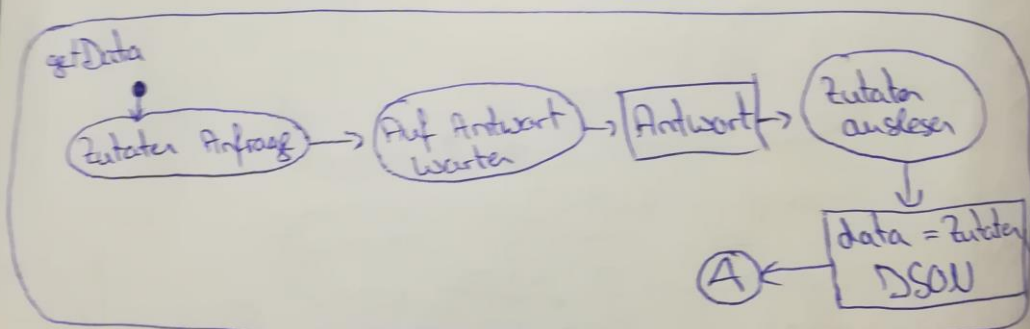 getData
Zutaten Anfrage
Auf Antwort
warten
Antwort
Zutaten
auslesen
data = Zutaten
JSON
A